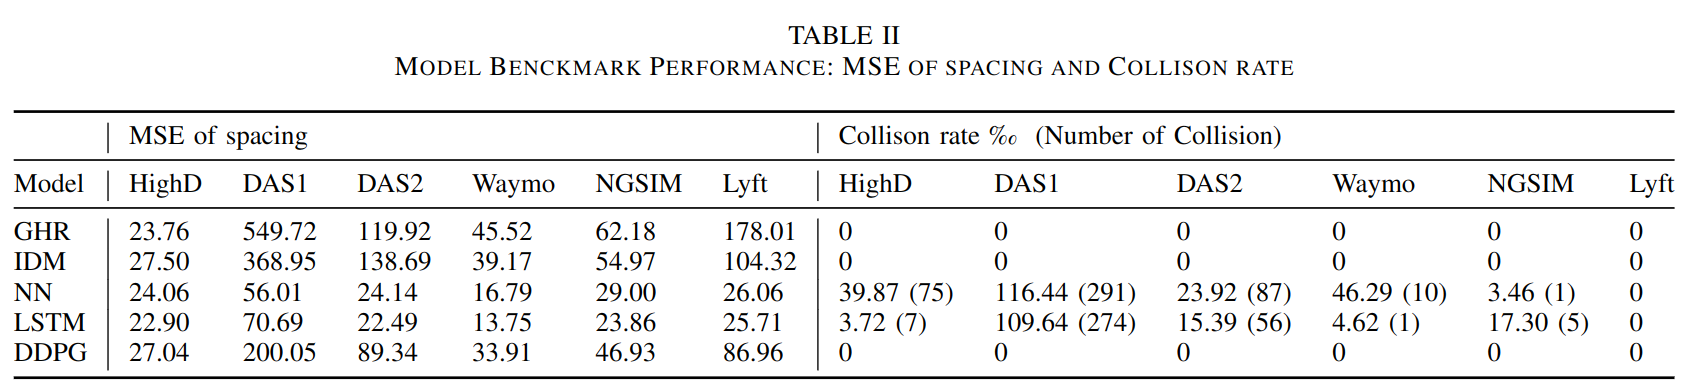 TABLE II
MODEL BENCKMARK PERFORMANCE: MSE OF SPACING AND COLLISON RATE
MSE of spacing Collison rate ‰ (Number of Collision)
Model HighD DAS1 DAS2 Waymo NGSIM Lyft HighD DAS1 DAS2 Waymo NGSIM Lyft
GHR 23.76 549.72 119.92 45.52 62.18 178.01 0 0 0 0 0 0
IDM 27.50 368.95 138.69 39.17 54.97 104.32 0 0 0 0 0 0
NN 24.06 56.01 24.14 16.79 29.00 26.06 39.87 (75) 116.44 (291) 23.92 (87) 46.29 (10) 3.46 (1) 0
LSTM 22.90 70.69 22.49 13.75 23.86 25.71 3.72 (7) 109.64 (274) 15.39 (56) 4.62 (1) 17.30 (5) 0
DDPG 27.04 200.05 89.34 33.91 46.93 86.96 0 0 0 0 0 0